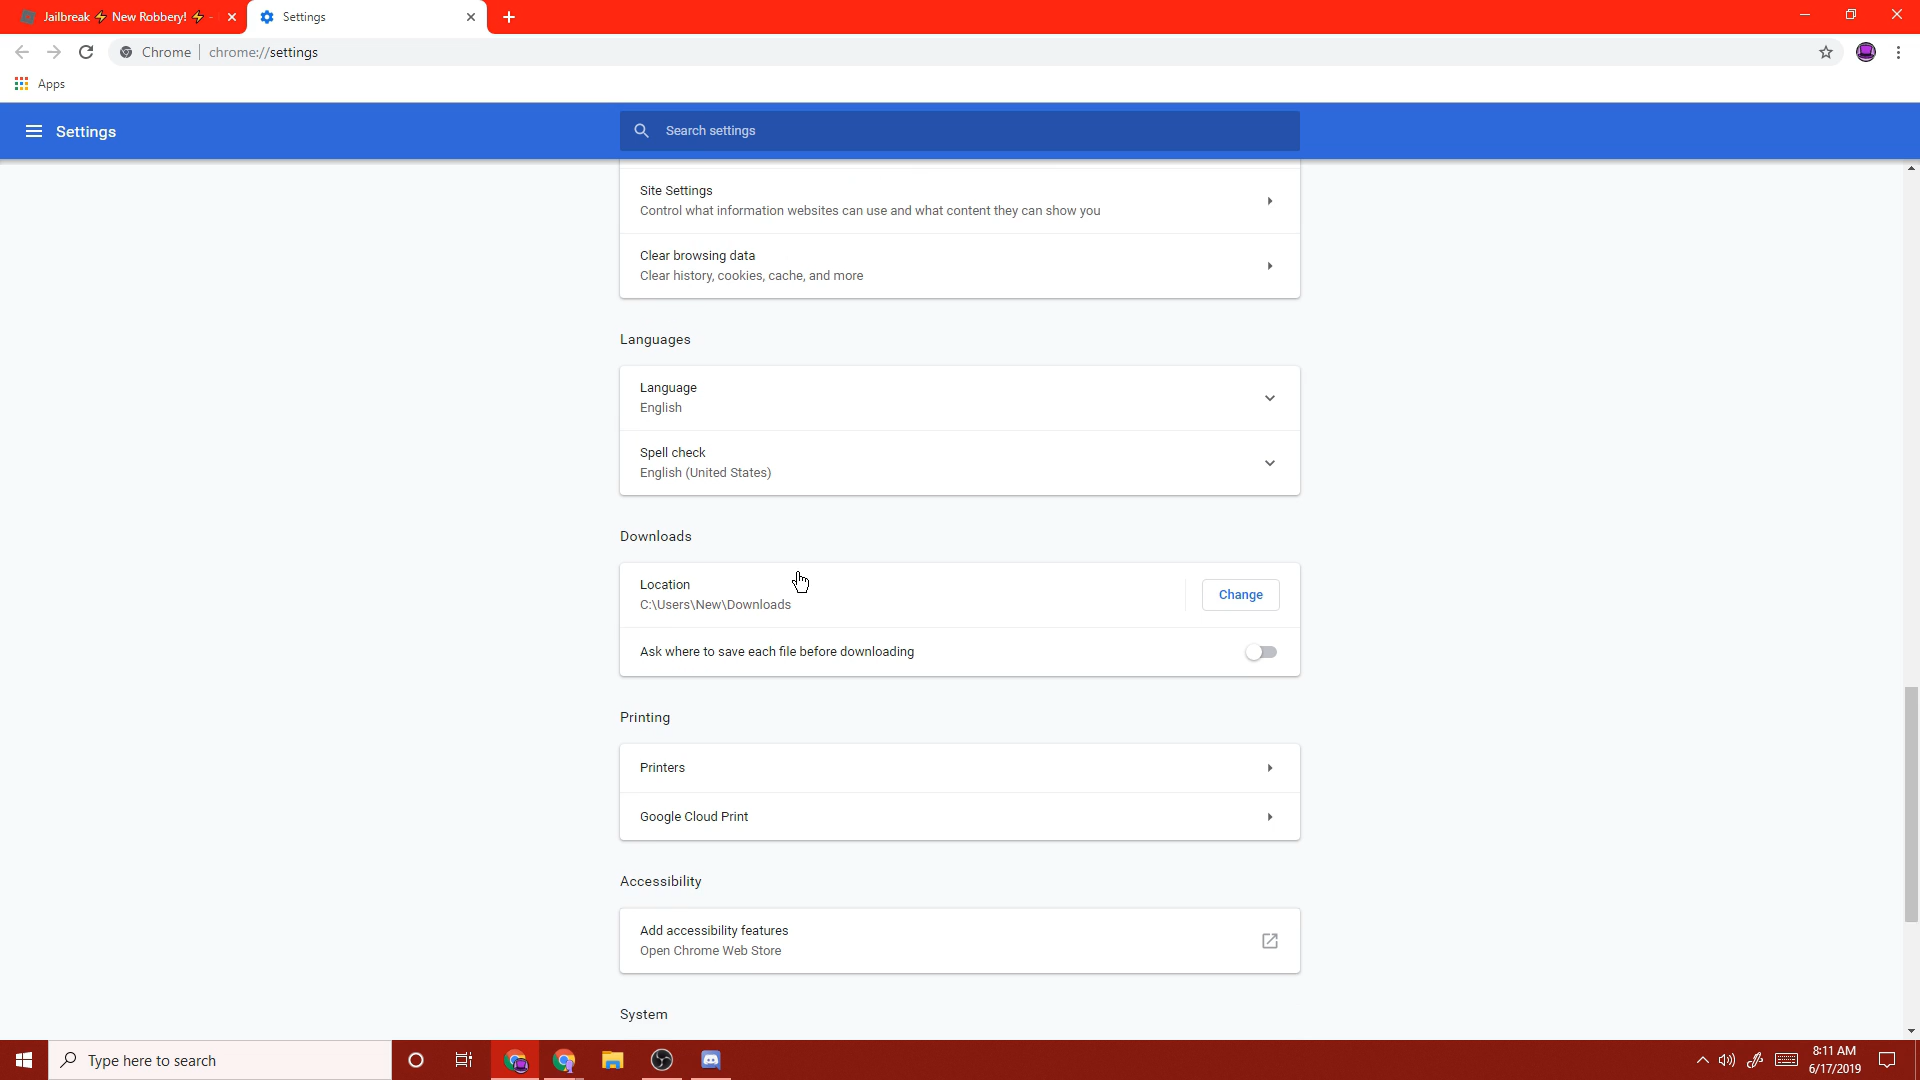 Jailbreak ⚡ New Robbery! ⚡ -
Settings
Chrome | chrome://settings
Apps
Settings
Search settings
Site Settings
Control what information websites can use and what content they can show you
Clear browsing data
Clear history, cookies, cache, and more
Languages
Language
English
Spell check
English (United States)
Downloads
Location
C:\Users\New\Downloads
Change
Ask where to save each file before downloading
Printing
Printers
Google Cloud Print
Accessibility
Add accessibility features
Open Chrome Web Store
System
Type here to search
8:11 AM
6/17/2019